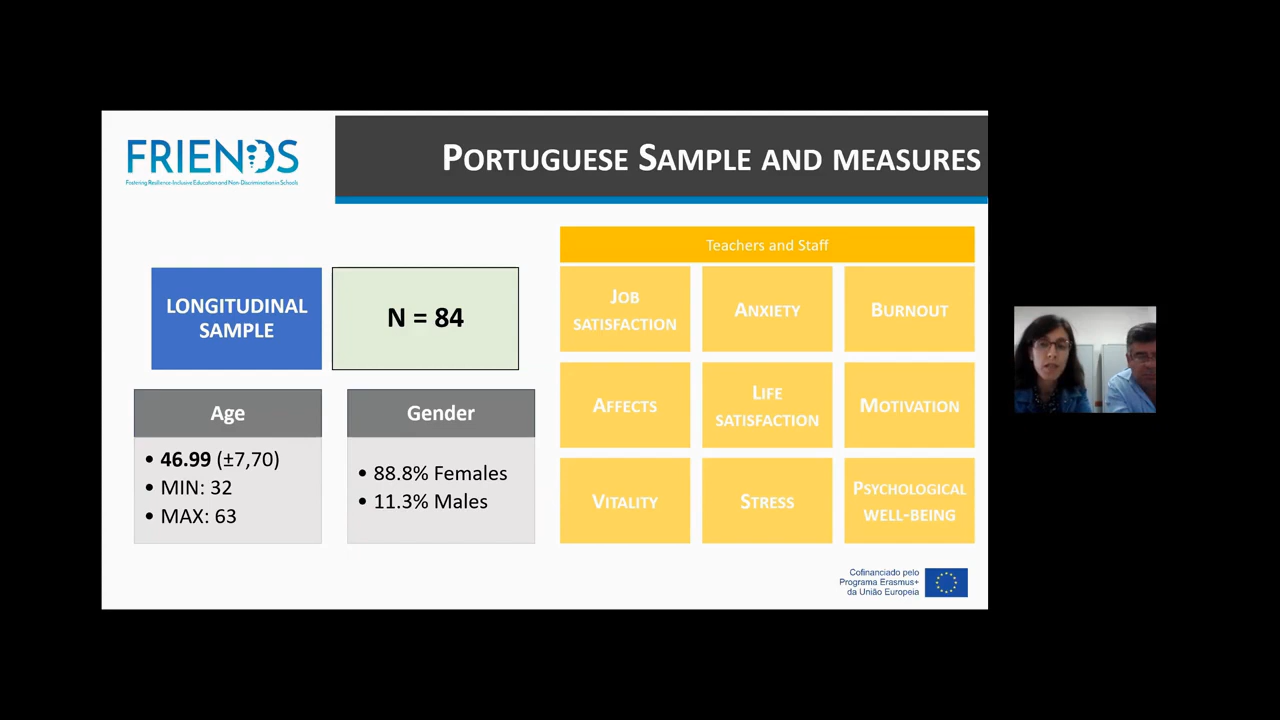 FRIENDS
Fostering Resilience-Inclusive Education and Non-Discrimination in Schools
PORTUGUESE SAMPLE AND MEASURES
LONGITUDINAL
SAMPLE
N = 84
Age
• 46.99 (±7,70)
• MIN: 32
• MAX: 63
Gender
• 88.8% Females
• 11.3% Males
Teachers and Staff
JOB
SATISFACTION
ANXIETY
BURNOUT
AFFECTS
LIFE
SATISFACTION
MOTIVATION
VITALITY
STRESS
PSYCHOLOGICAL
WELL-BEING
Cofinanciado pelo
Programa Erasmus+
da União Europeia